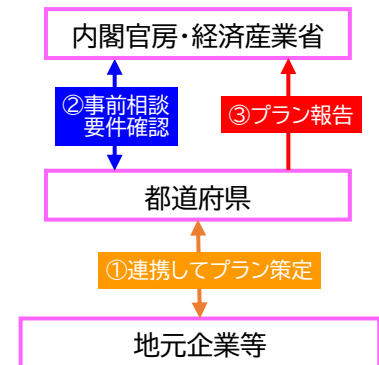 内閣官房・経済産業省
②事前相談
要件確認
③プラン報告
都道府県
①連携してプラン策定
地元企業等